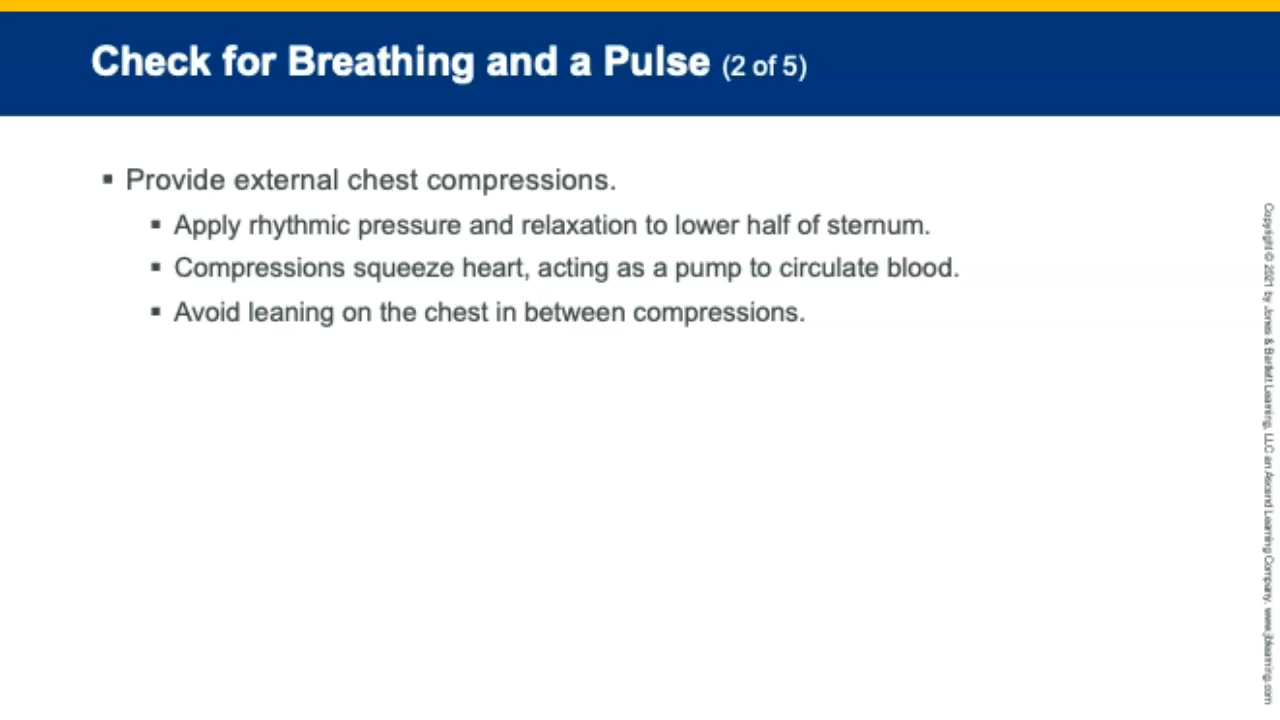 Check for Breathing and a Pulse (2 of 5)
▪ Provide external chest compressions.
▪ Apply rhythmic pressure and relaxation to lower half of sternum.
▪ Compressions squeeze heart, acting as a pump to circulate blood.
▪ Avoid leaning on the chest in between compressions.
Copyright © 2021 by Jones & Bartlett Learning, LLC an Ascend Learning Company. www.jblearning.com